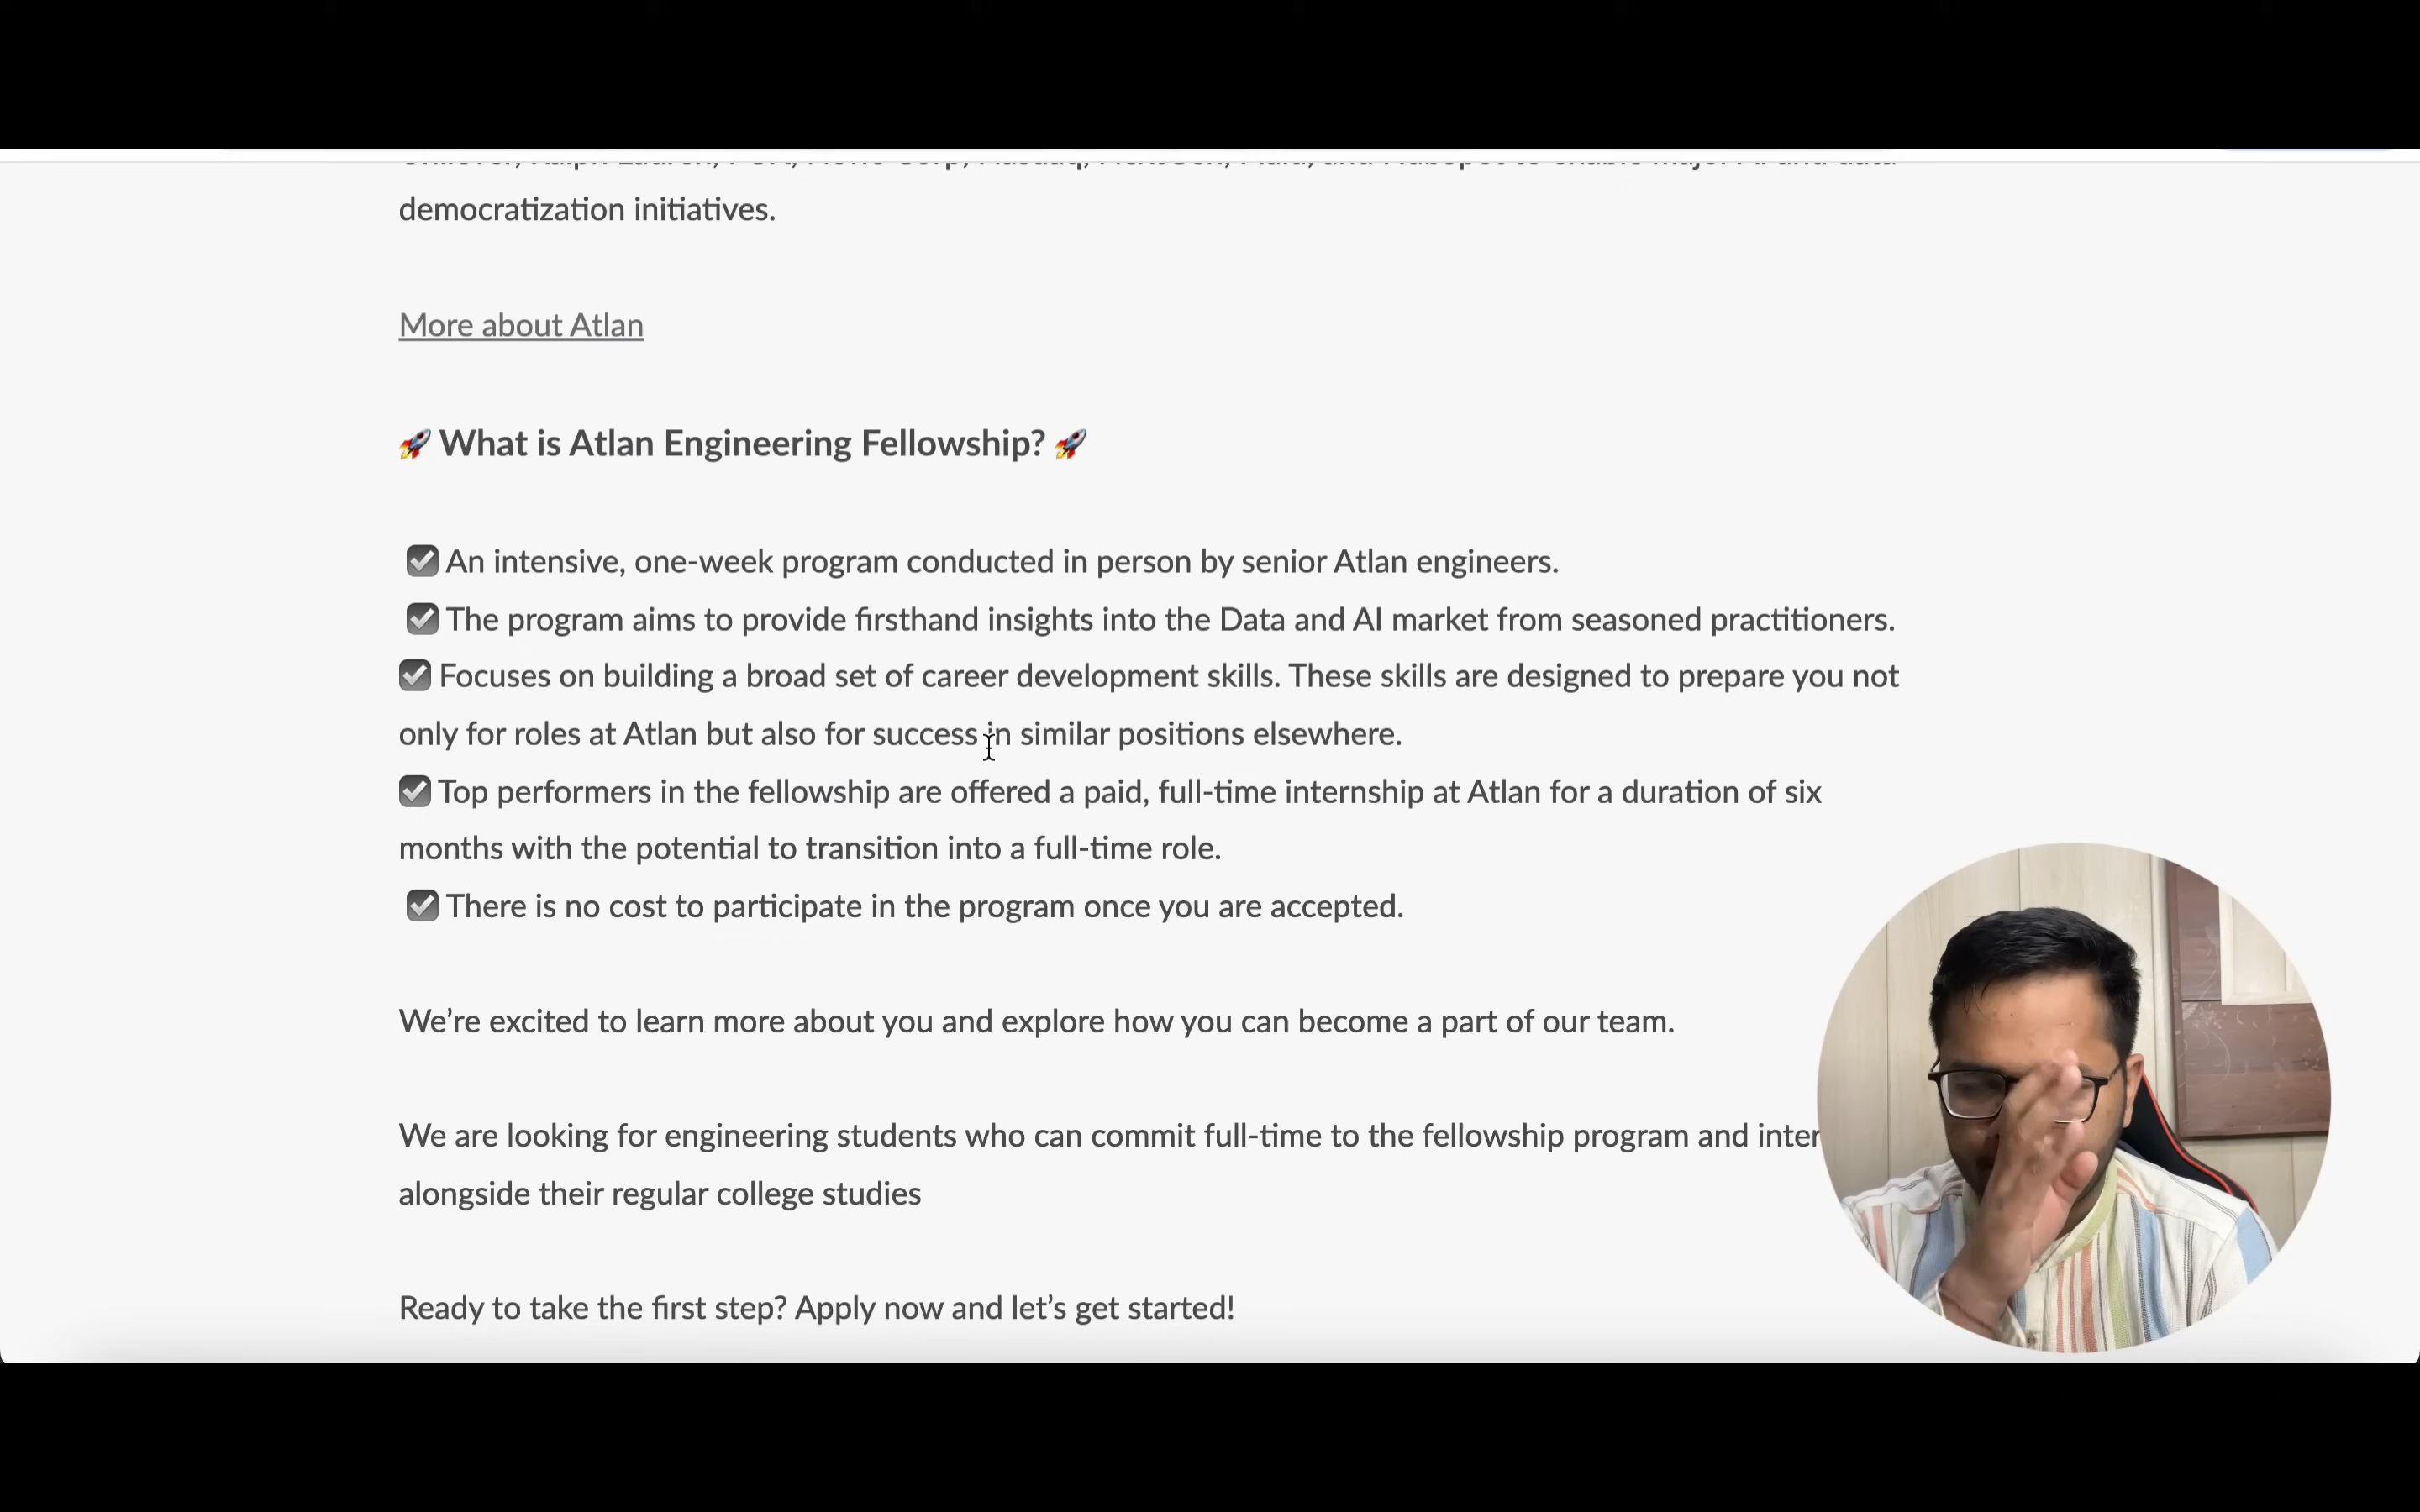 democratization initiatives.
More about Atlan
🚀 What is Atlan Engineering Fellowship? 🚀
☑️ An intensive, one-week program conducted in person by senior Atlan engineers.
☑️ The program aims to provide firsthand insights into the Data and AI market from seasoned practitioners.
☑️ Focuses on building a broad set of career development skills. These skills are designed to prepare you not
only for roles at Atlan but also for success in similar positions elsewhere.
☑️ Top performers in the fellowship are offered a paid, full-time internship at Atlan for a duration of six
months with the potential to transition into a full-time role.
☑️ There is no cost to participate in the program once you are accepted.
We’re excited to learn more about you and explore how you can become a part of our team.
We are looking for engineering students who can commit full-time to the fellowship program and inter
alongside their regular college studies
Ready to take the first step? Apply now and let’s get started!